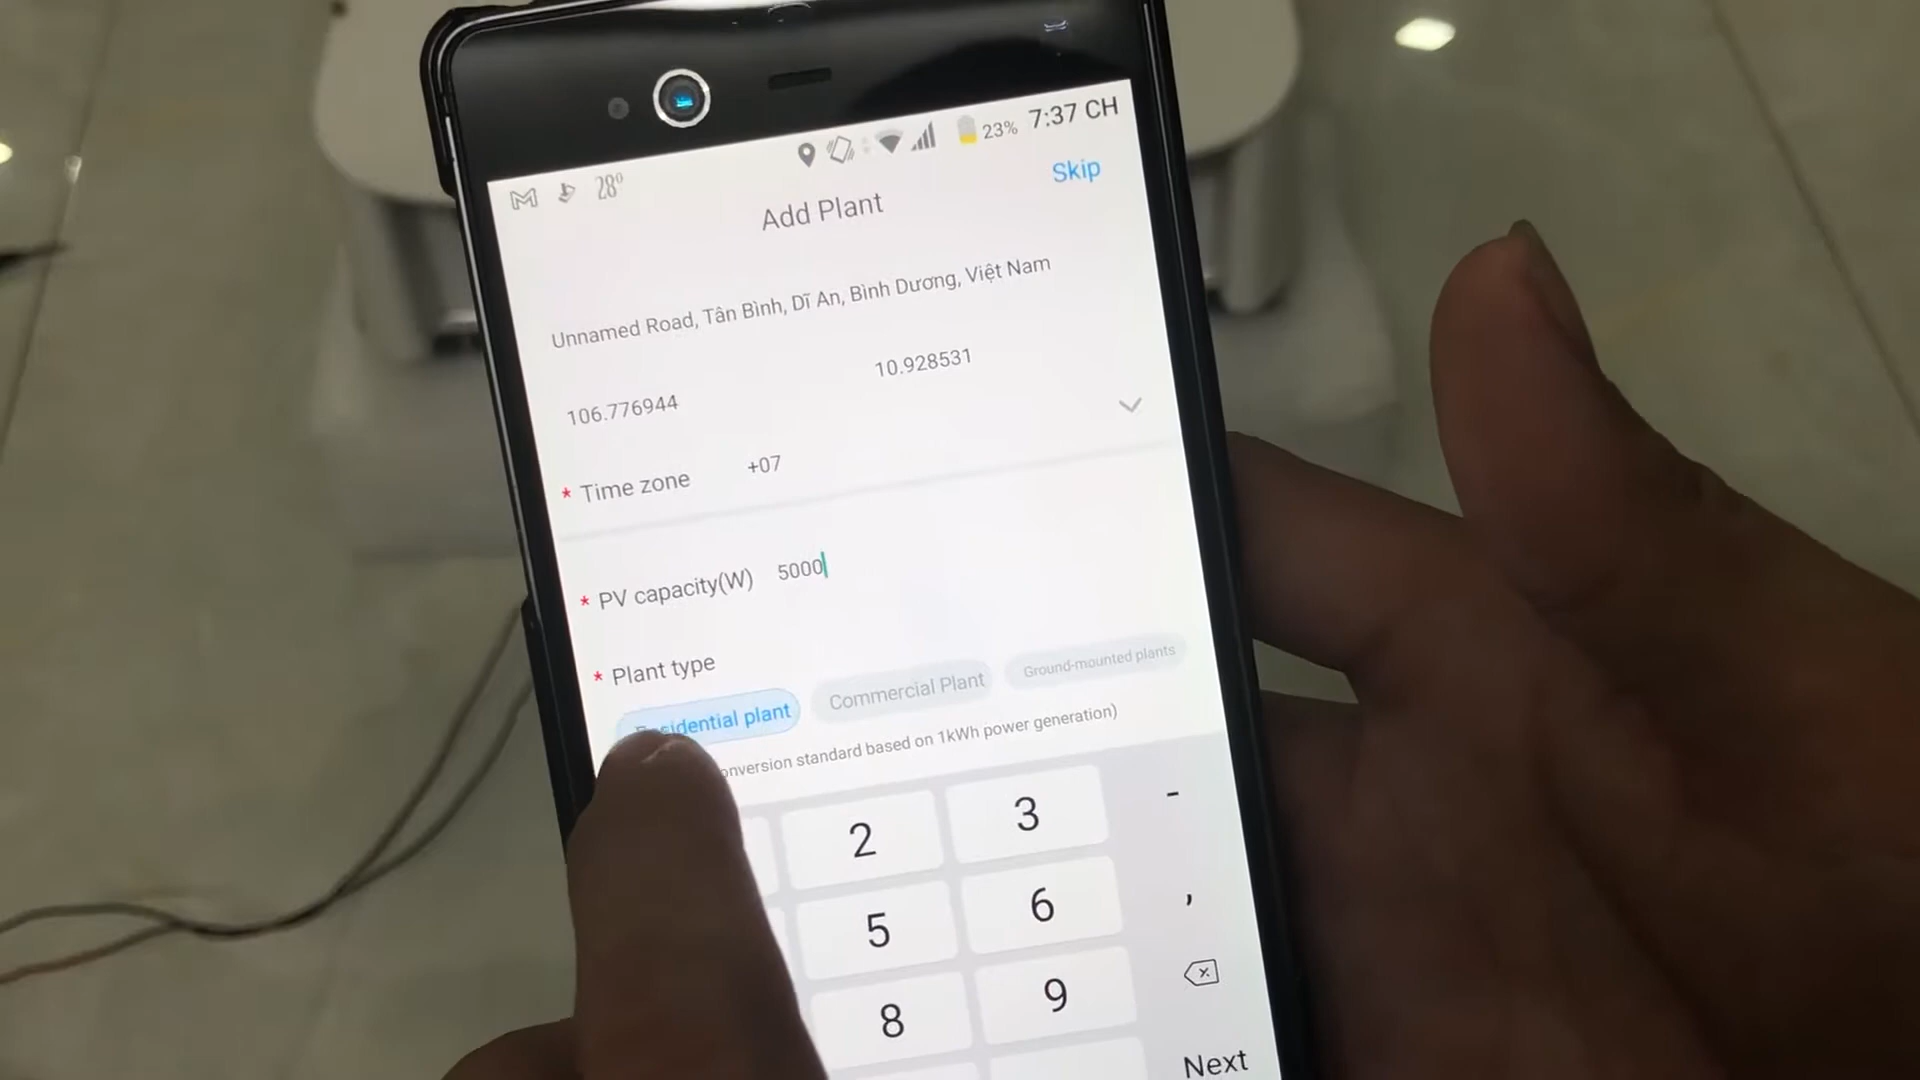 28°
23% 7:37 CH
Skip
Add Plant
Unnamed Road, Tân Bình, Dĩ An, Bình Dương, Việt Nam
106.776944 10.928531
* Time zone +07
* PV capacity(W) 5000
* Plant type
Residential plant Commercial Plant Ground-mounted plants
onversion standard based on 1kWh power generation)
2 3 -
5 6 ,
8 9
Next